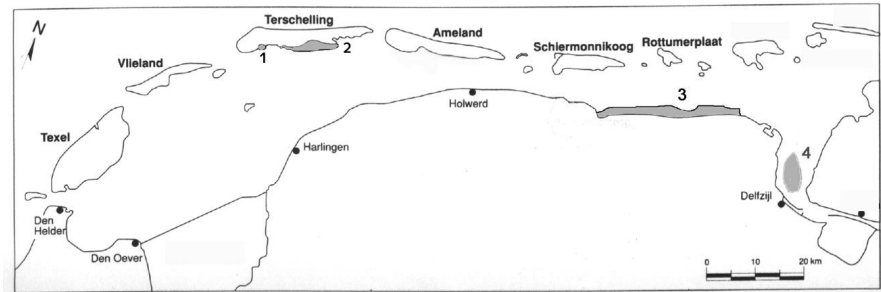 N
Terschelling
1
2
Ameland
Vlieland
Schiermonnikoog
Rottumerplaat
3
Holwerd
Texel
Harlingen
4
Den
Helder
Den Oever
Delfzijl
0 10 20 km